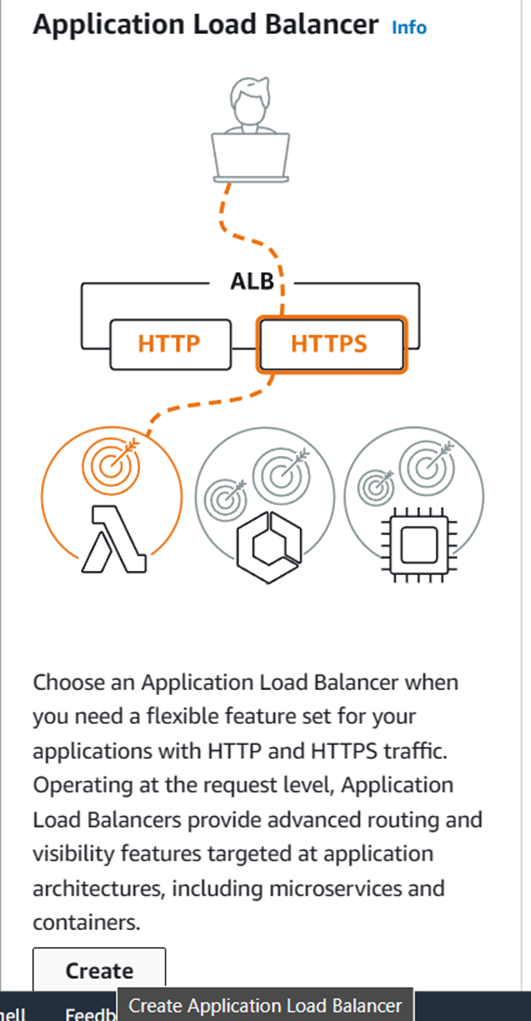 Application Load Balancer Info
ALB
HTTP HTTPS
Choose an Application Load Balancer when
you need a flexible feature set for your
applications with HTTP and HTTPS traffic.
Operating at the request level, Application
Load Balancers provide advanced routing and
visibility features targeted at application
architectures, including microservices and
containers.
Create
Create Application Load Balancer